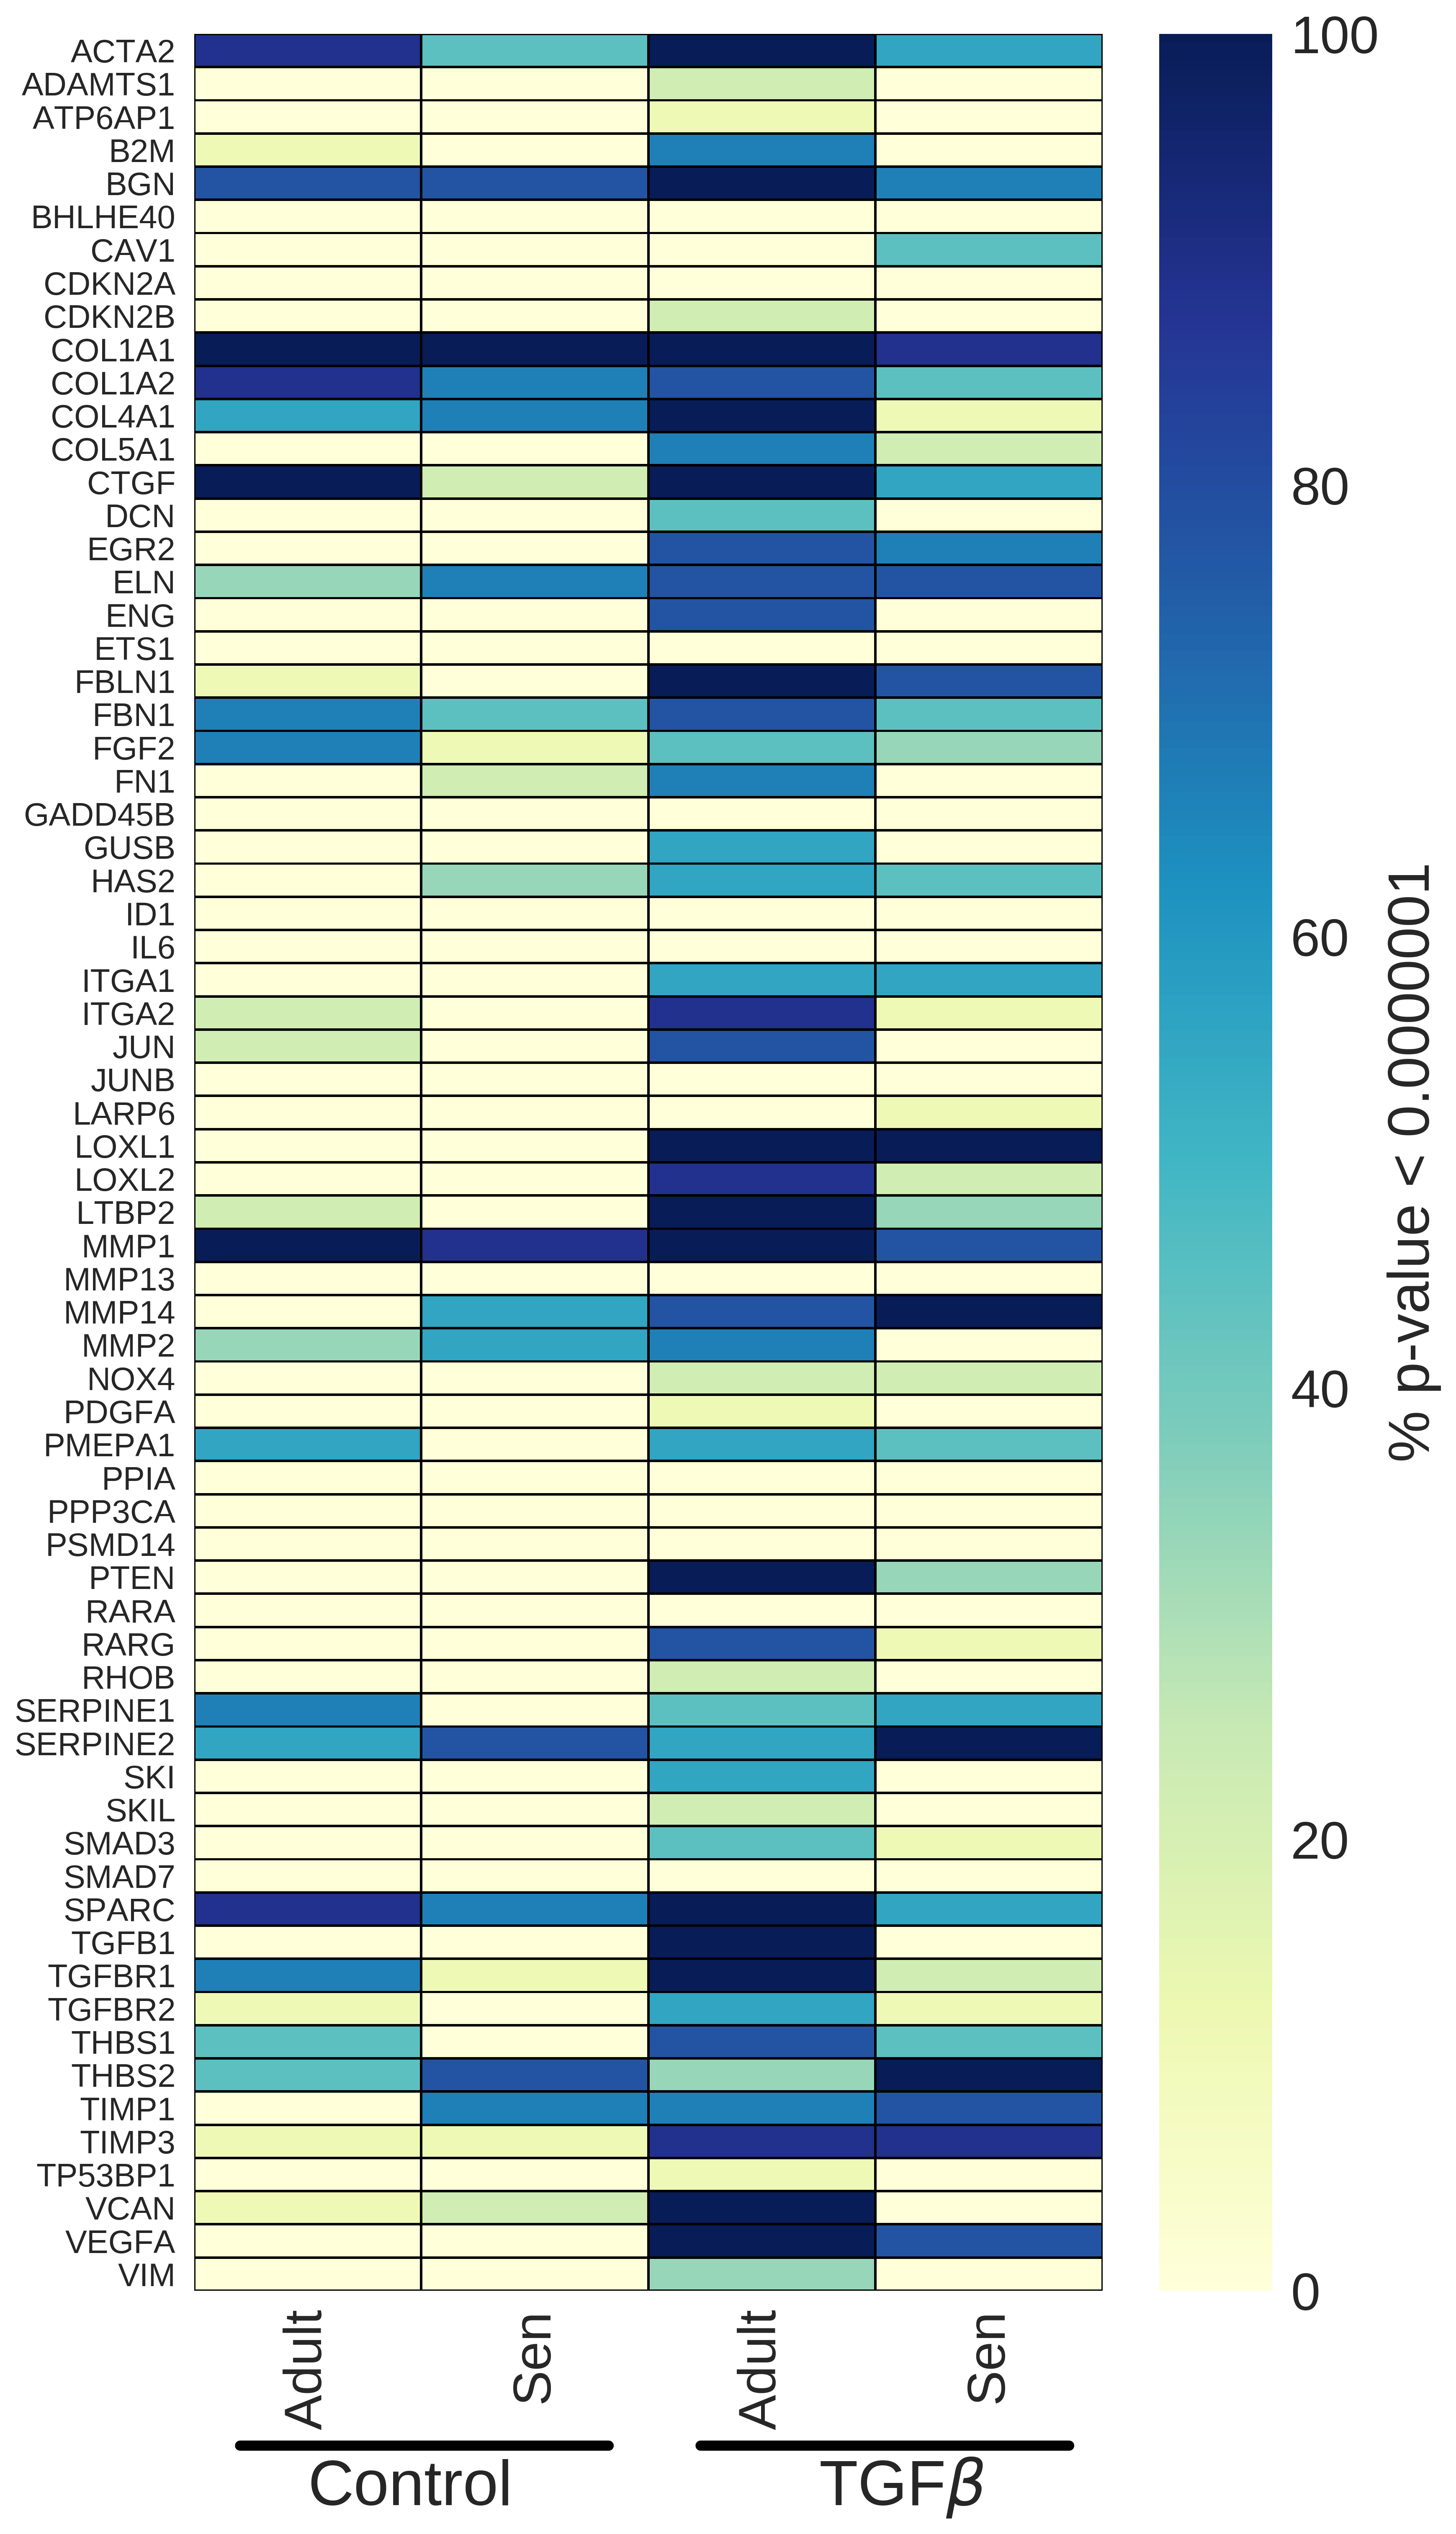 ACTA2
ADAMTS1
ATP6AP1
B2M
BGN
BHLHE40
CAV1
CDKN2A
CDKN2B
COL1A1
COL1A2
COL4A1
COL5A1
CTGF
DCN
EGR2
ELN
ENG
ETS1
FBLN1
FBN1
FGF2
FN1
GADD45B
GUSB
HAS2
ID1
IL6
ITGA1
ITGA2
JUN
JUNB
LARP6
LOXL1
LOXL2
LTBP2
MMP1
MMP13
MMP14
MMP2
NOX4
PDGFA
PMEPA1
PPIA
PPP3CA
PSMD14
PTEN
RARA
RARG
RHOB
SERPINE1
SERPINE2
SKI
SKIL
SMAD3
SMAD7
SPARC
TGFB1
TGFBR1
TGFBR2
THBS1
THBS2
TIMP1
TIMP3
TP53BP1
VCAN
VEGFA
VIM
Adult
Sen
Adult
Sen
Control
TGFβ
100
80
60
40
20
0
% p-value < 0.0000001